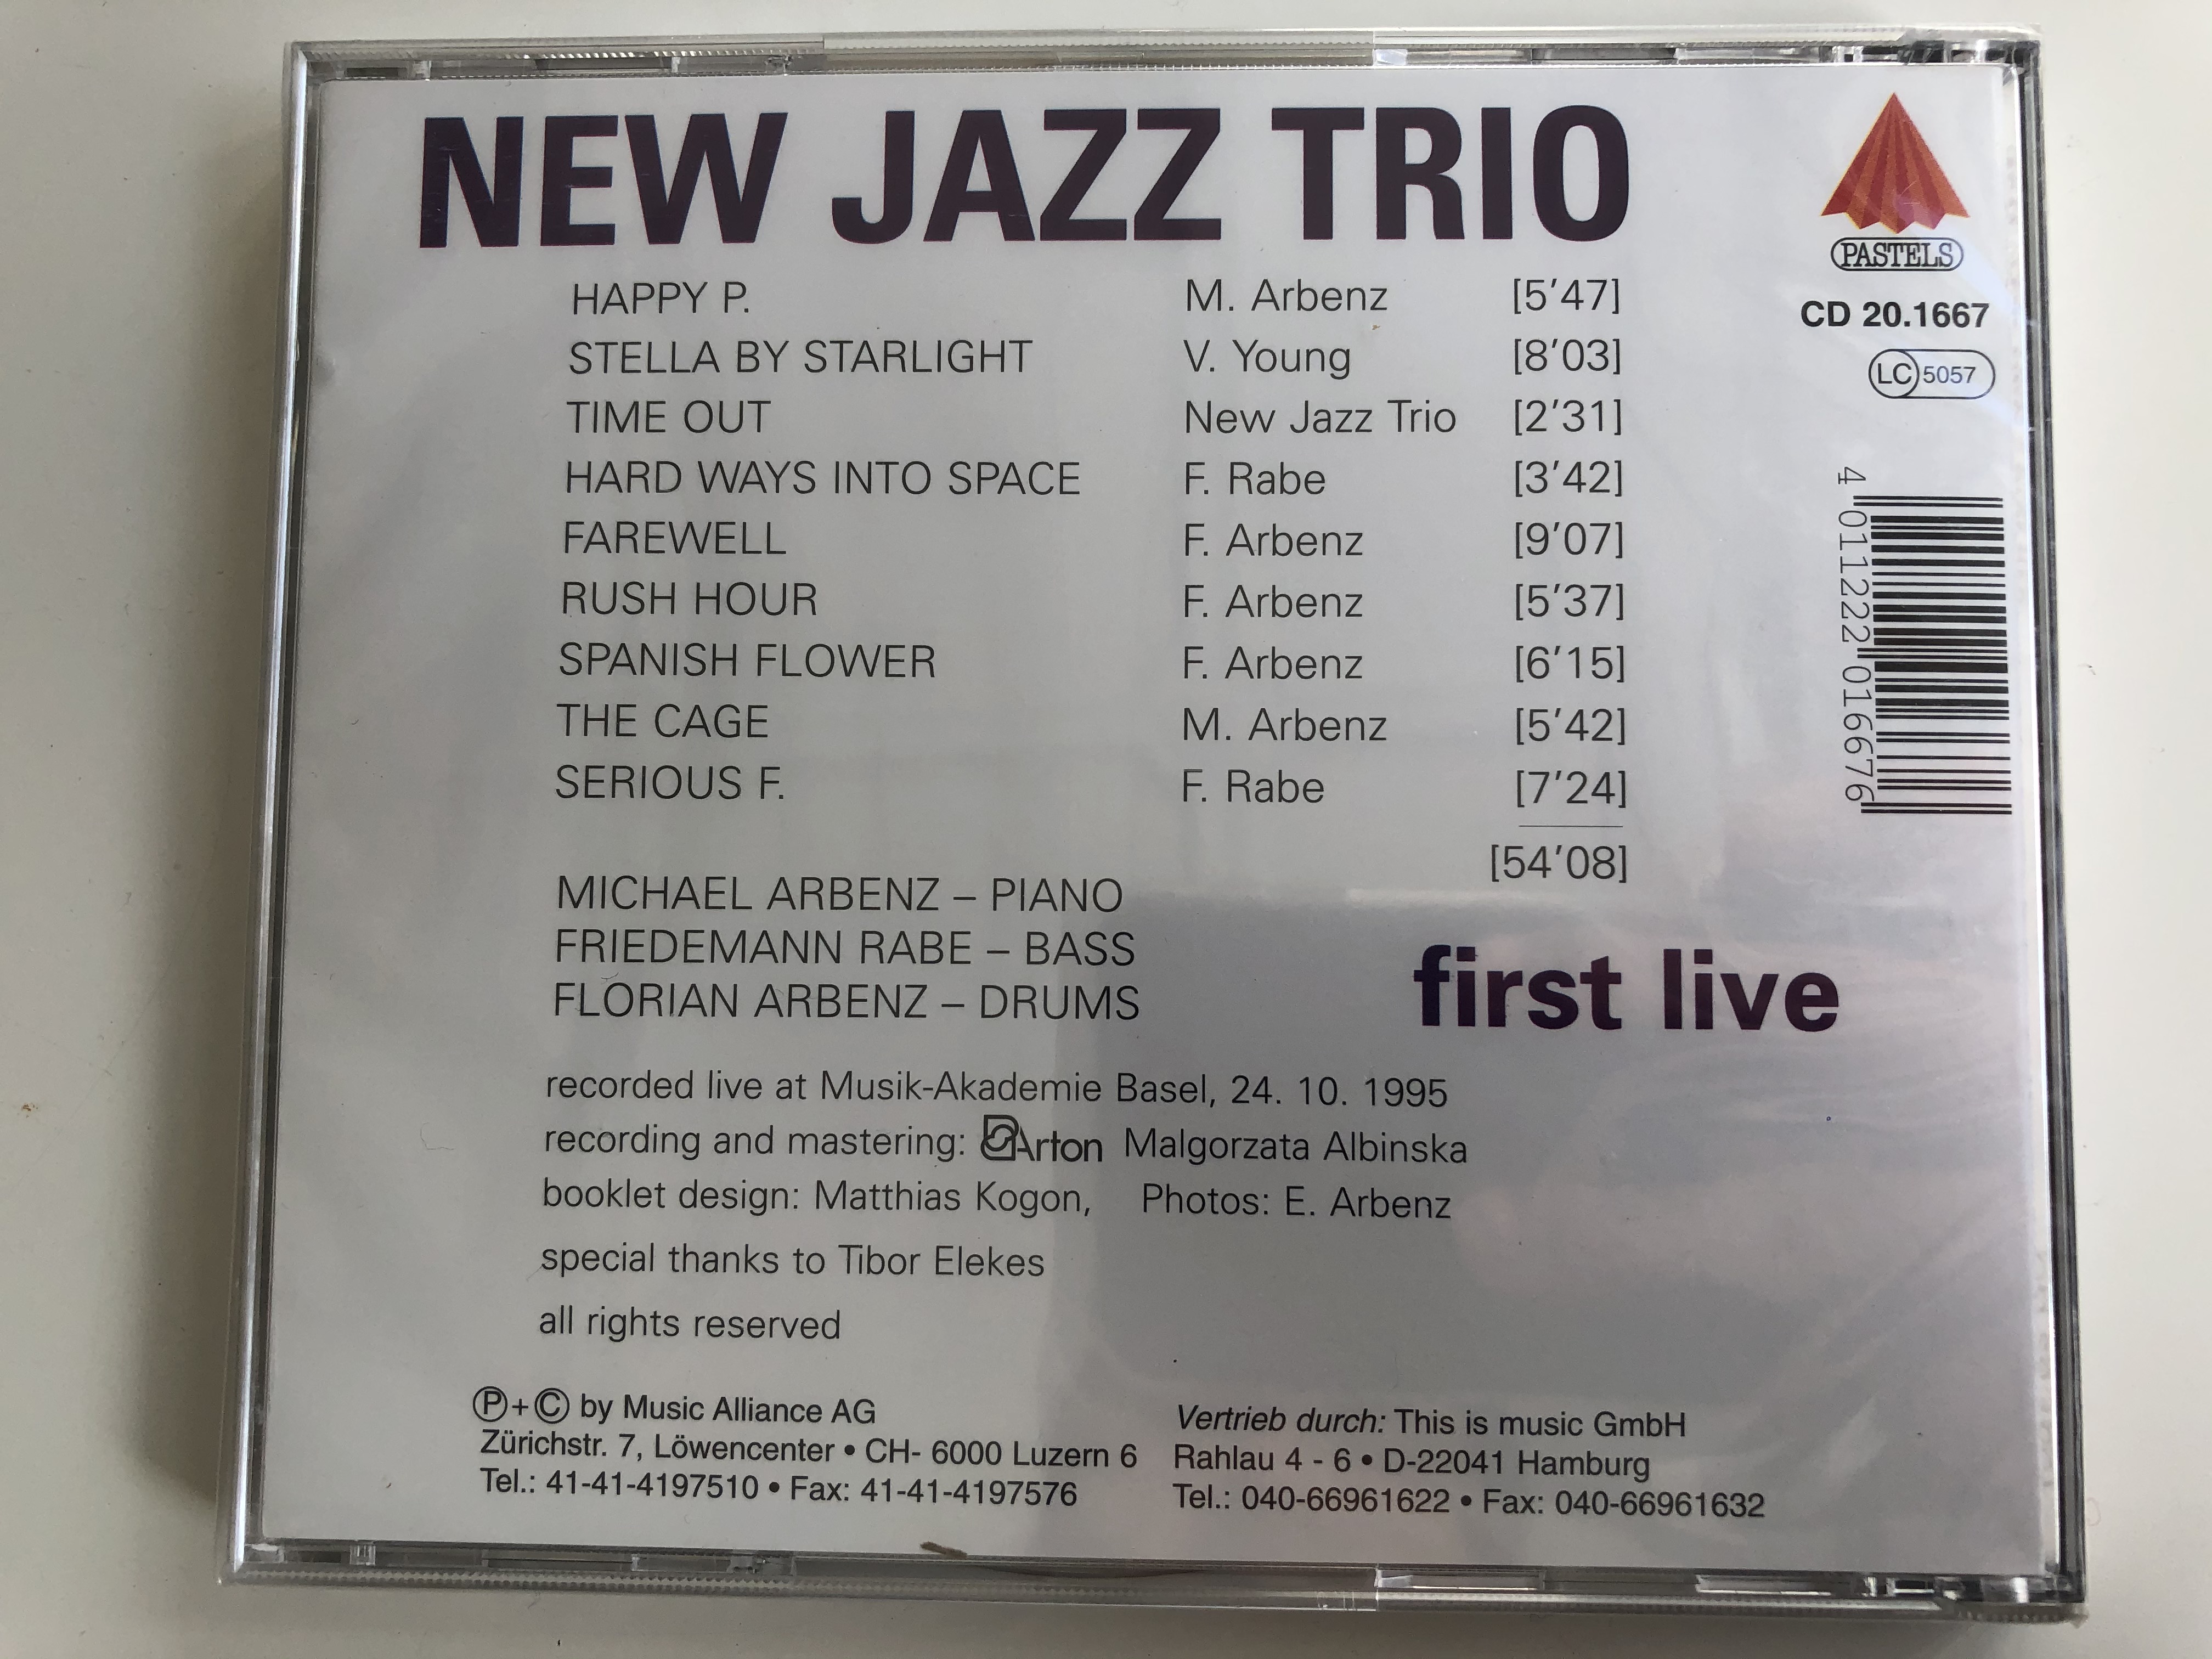 NEW JAZZ TRIO
PASTELS
CD 20.1667
LC 5057
HAPPY P. M. Arbenz [5'47]
STELLA BY STARLIGHT V. Young [8'03]
TIME OUT New Jazz Trio [2'31]
HARD WAYS INTO SPACE F. Rabe [3'42]
FAREWELL F. Arbenz [9'07]
RUSH HOUR F. Arbenz [5'37]
SPANISH FLOWER F. Arbenz [6'15]
THE CAGE M. Arbenz [5'42]
SERIOUS F. F. Rabe [7'24]
[54'08]
4 011222 016676
MICHAEL ARBENZ – PIANO
FRIEDEMANN RABE – BASS
FLORIAN ARBENZ – DRUMS
first live
recorded live at Musik-Akademie Basel, 24. 10. 1995
recording and mastering: Arton Malgorzata Albinska
booklet design: Matthias Kogon, Photos: E. Arbenz
special thanks to Tibor Elekes
all rights reserved
Ⓟ+© by Music Alliance AG
Zürichstr. 7, Löwencenter • CH- 6000 Luzern 6
Tel.: 41-41-4197510 • Fax: 41-41-4197576
Vertrieb durch: This is music GmbH
Rahlau 4 - 6 • D-22041 Hamburg
Tel.: 040-66961622 • Fax: 040-66961632